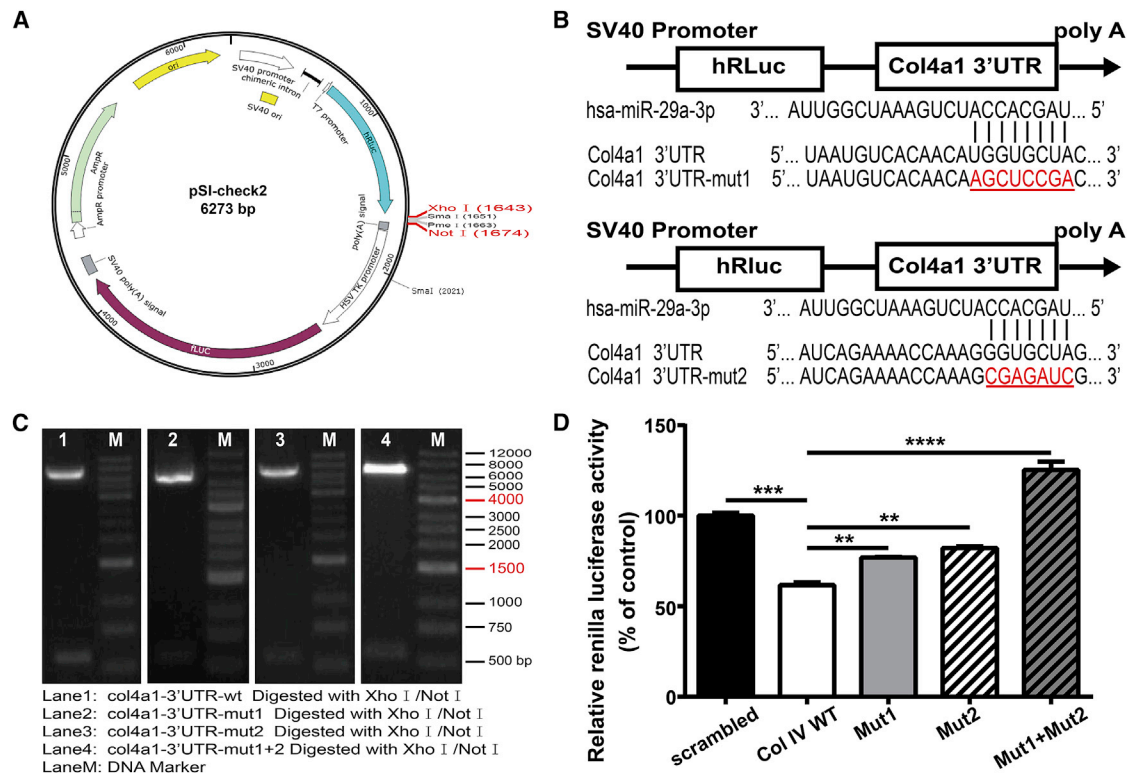 A
6000
ori
SV40 promoter
chimeric intron
SV40 ori
T7 promoter
1000
hRluc
AmpR
AmpR promoter
5000
pSI-check2
6273 bp
Xho I (1643)
Sma I (1651)
Pme I (1663)
Not I (1674)
poly(A) signal
2000
HSV TK promoter
SmaI (2021)
SV40 poly(A) signal
4000
fLUC
3000
B
SV40 Promoter poly A
hRLuc Col4a1 3'UTR
hsa-miR-29a-3p 3'... AUUGGCUAAAGUCUACCACGAU... 5'
Col4a1 3'UTR 5'... UAAUGUCACAACAUGGUGCUAC... 3'
Col4a1 3'UTR-mut1 5'... UAAUGUCACAACAAGCUCCGAC... 3'
SV40 Promoter poly A
hRluc Col4a1 3'UTR
hsa-miR-29a-3p 3'... AUUGGCUAAAGUCUACCACGAU... 5'
Col4a1 3'UTR 5'... AUCAGAAAACCAAAGGGUGCUAG... 3'
Col4a1 3'UTR-mut2 5'... AUCAGAAAACCAAAGCGAGAUCG... 3'
C
1 M 2 M 3 M 4 M
12000
8000
6000
5000
4000
3000
2500
2000
1500
1000
750
500 bp
Lane1: col4a1-3'UTR-wt Digested with Xho Ⅰ/Not Ⅰ
Lane2: col4a1-3'UTR-mut1 Digested with Xho Ⅰ/Not Ⅰ
Lane3: col4a1-3'UTR-mut2 Digested with Xho Ⅰ/Not Ⅰ
Lane4: col4a1-3'UTR-mut1+2 Digested with Xho Ⅰ/Not Ⅰ
LaneM: DNA Marker
D
Relative renilla luciferase activity
(% of control)
150
100
50
0
****
***
**
**
scrambled
Col IV WT
Mut1
Mut2
Mut1+Mut2